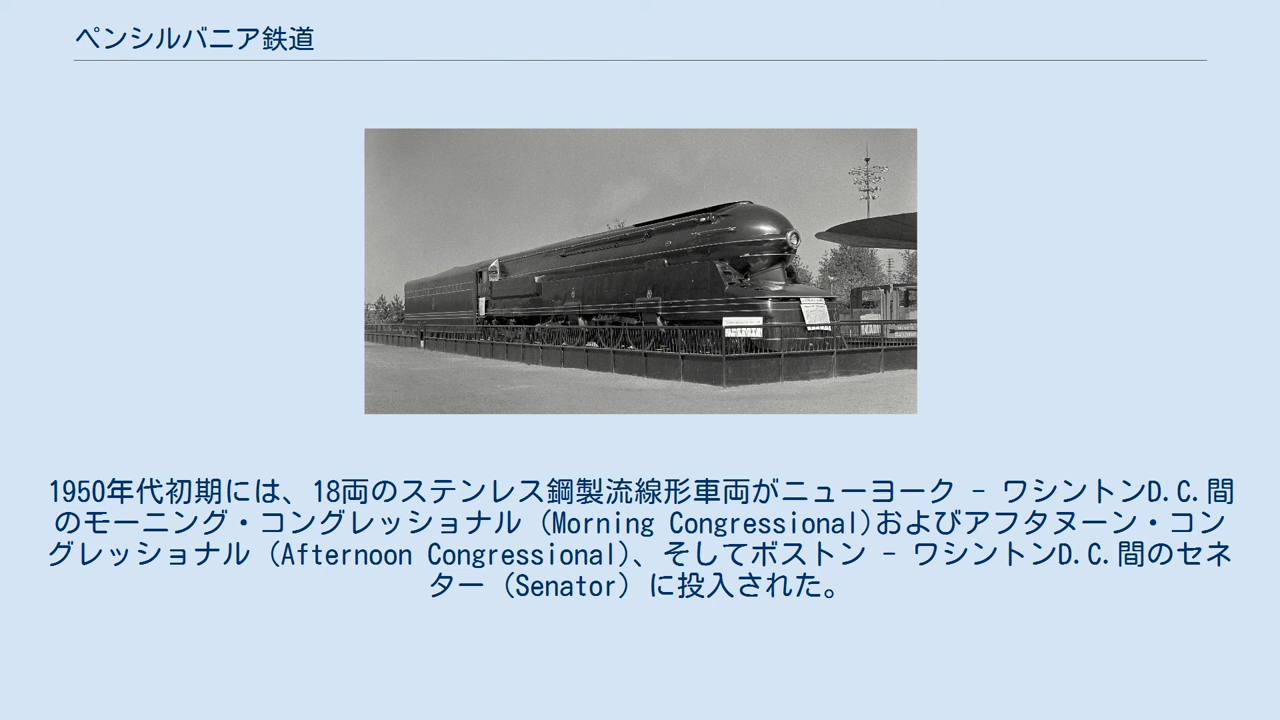 ペンシルバニア鉄道
1950年代初期には、18両のステンレス鋼製流線形車両がニューヨーク - ワシントンD.C.間
のモーニング・コングレッショナル (Morning Congressional)およびアフタヌーン・コン
グレッショナル (Afternoon Congressional)、そしてボストン - ワシントンD.C.間のセネ
ター（Senator）に投入された。